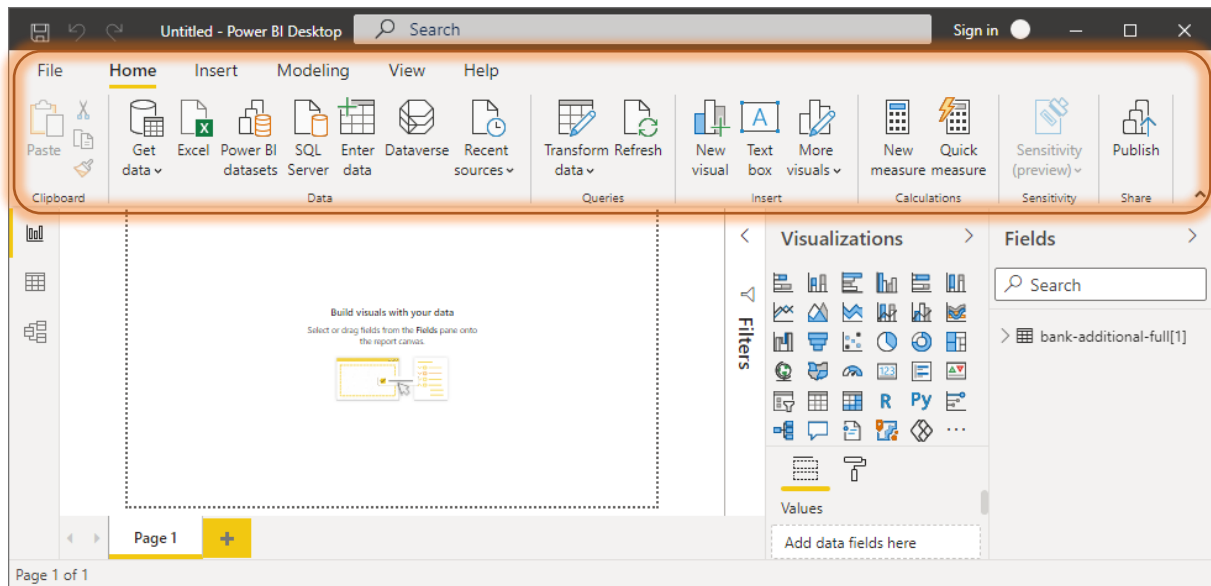 Untitled - Power BI Desktop
Search
Sign in
File Home Insert Modeling View Help
Paste
Get data
Excel
Power BI datasets
SQL Server
Enter data
Dataverse
Recent sources
Transform data
Refresh
New visual
Text box
More visuals
New measure
Quick measure
Sensitivity (preview)
Publish
Clipboard
Data
Queries
Insert
Calculations
Sensitivity
Share
Build visuals with your data
Select or drag fields from the Fields pane onto
the report canvas.
Filters
Visualizations
123
R
Py
Values
Add data fields here
Fields
Search
bank-additional-full[1]
Page 1
Page 1 of 1